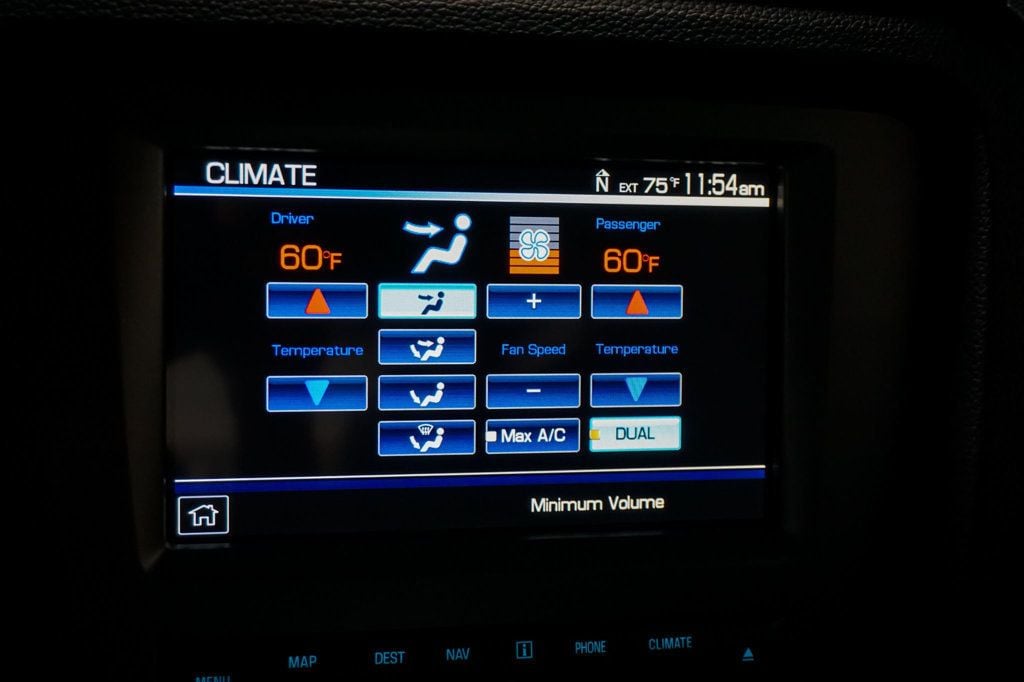 CLIMATE
N EXT 75°F 11:54am
Driver
Passenger
60°F
60°F
+
Temperature
Fan Speed
Temperature
−
Max A/C
DUAL
Minimum Volume
MENU
MAP
DEST
NAV
i
PHONE
CLIMATE